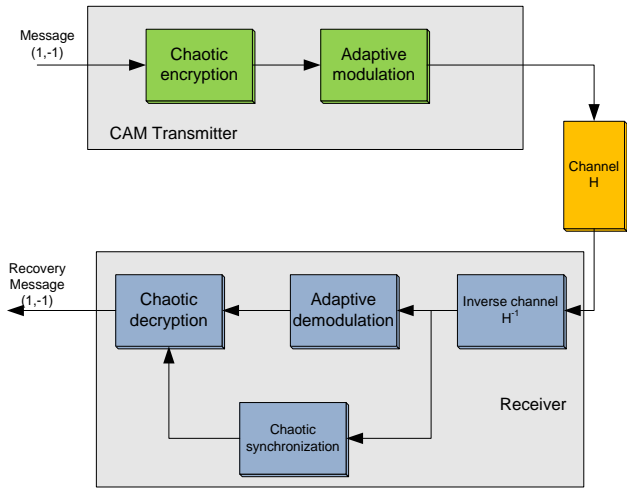 Message
(1,-1)
Chaotic
encryption
Adaptive
modulation
CAM Transmitter
Channel
H
Recovery
Message
(1,-1)
Chaotic
decryption
Adaptive
demodulation
Inverse channel
H⁻¹
Chaotic
synchronization
Receiver